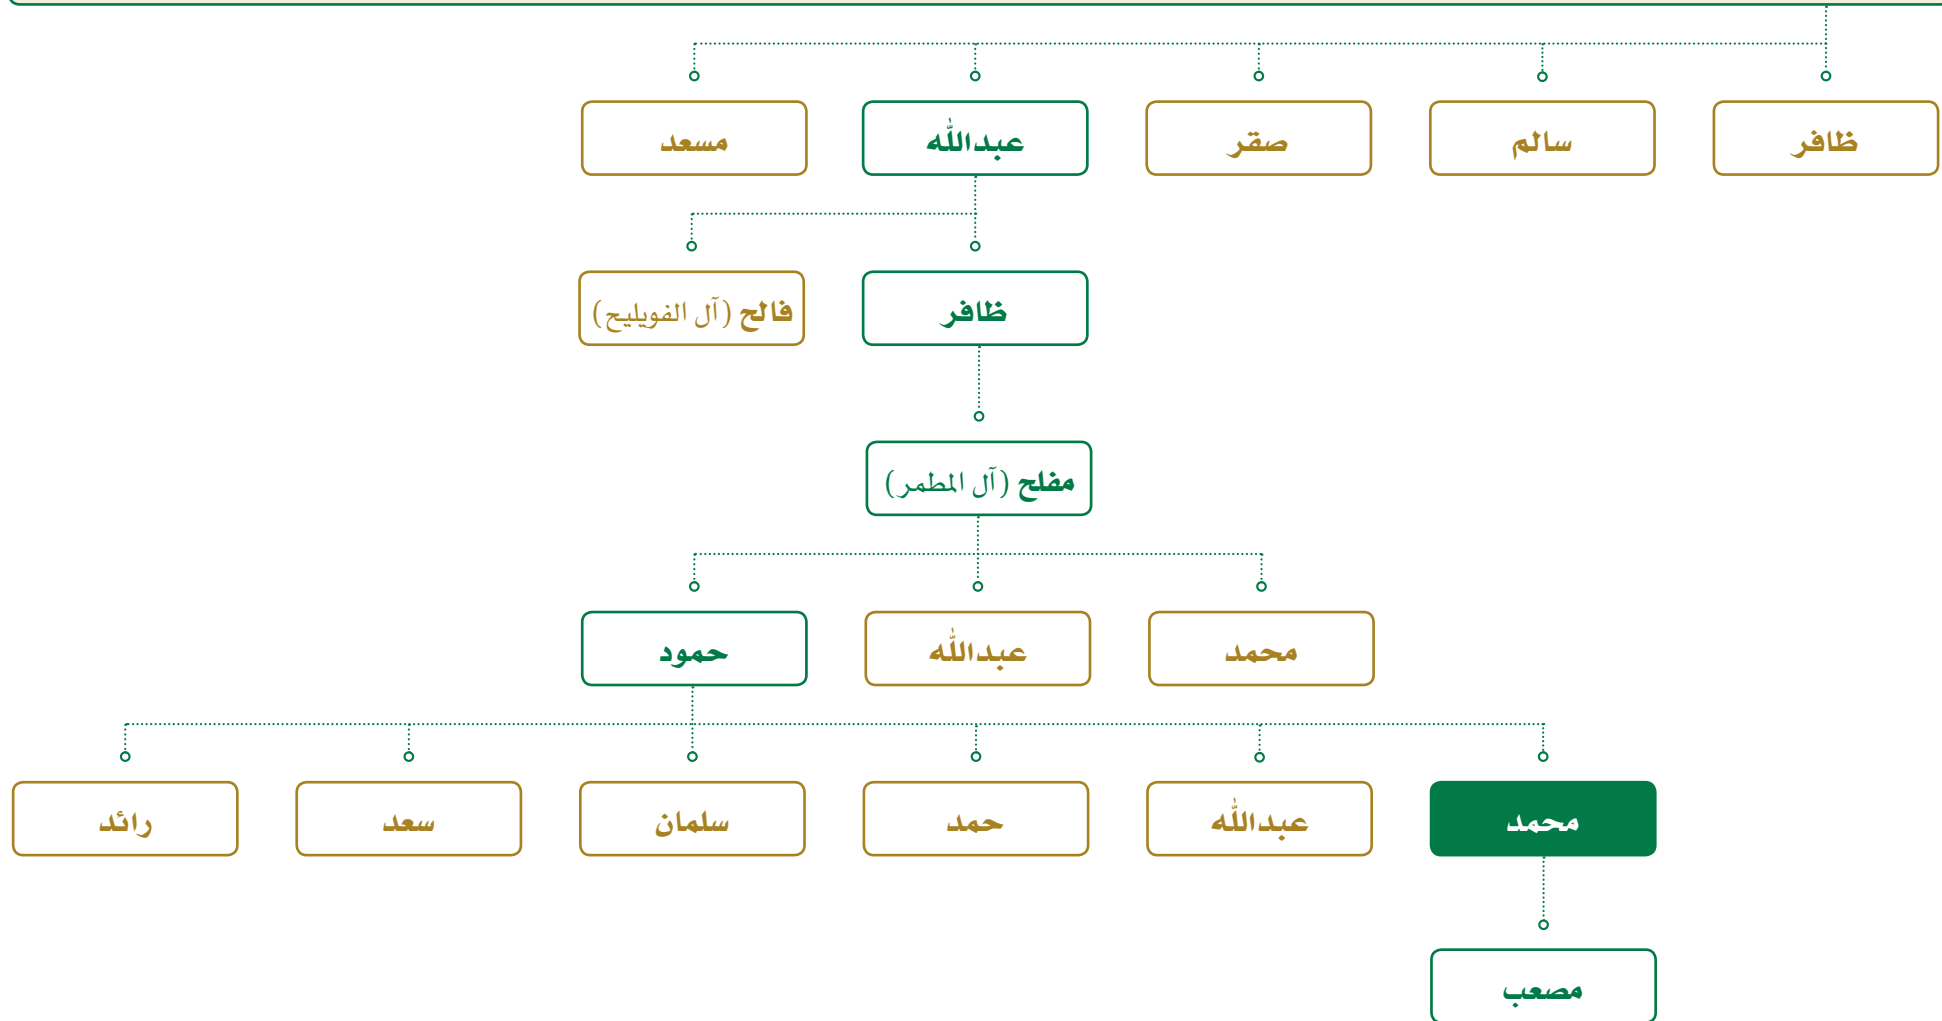 ظافر
سالم
صقر
عبدالله
مسعد
ظافر
فالح (آل الفويليح)
مفلح (آل المطمر)
محمد
عبدالله
حمود
محمد
عبدالله
حمد
سلمان
سعد
رائد
مصعب